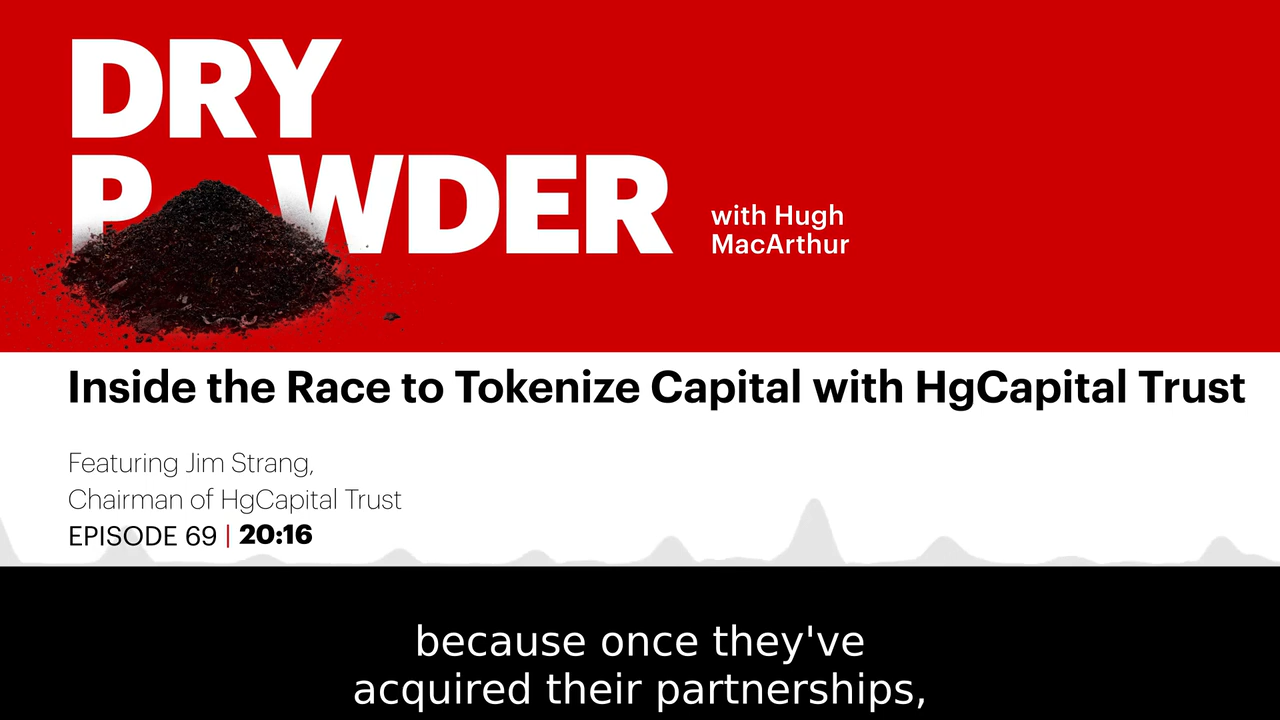 DRY
POWDER
with Hugh
MacArthur
Inside the Race to Tokenize Capital with HgCapital Trust
Featuring Jim Strang,
Chairman of HgCapital Trust
EPISODE 69 | 20:16
because once they've
acquired their partnerships,